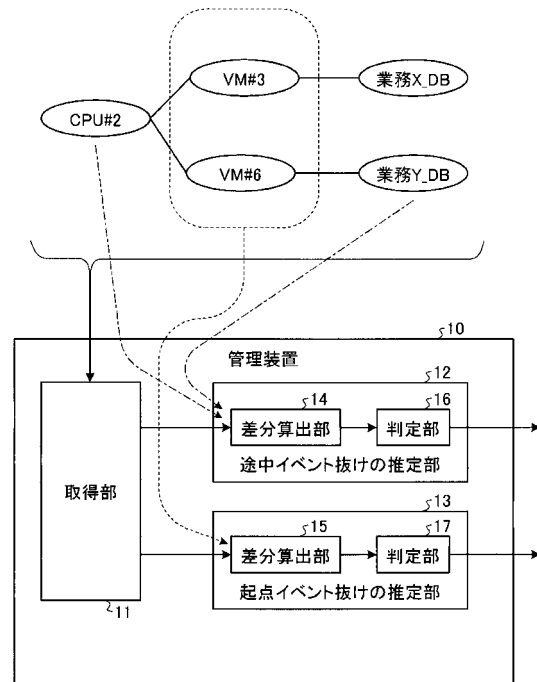 VM#3
業務X_DB
CPU#2
VM#6
業務Y_DB
10
管理装置
12
14
16
差分算出部
判定部
途中イベント抜けの推定部
取得部
13
15
17
差分算出部
判定部
起点イベント抜けの推定部
11